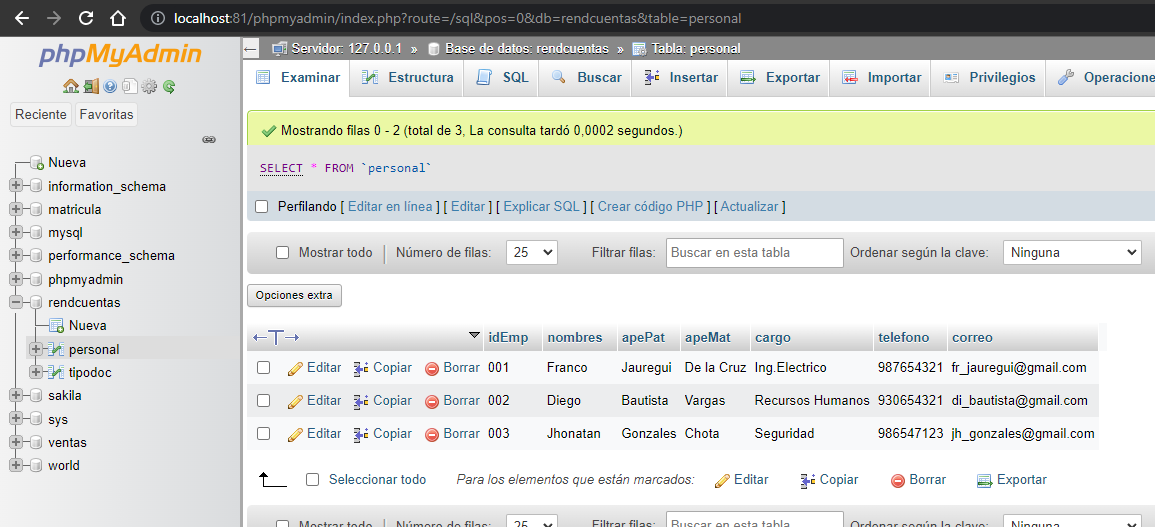 localhost:81/phpmyadmin/index.php?route=/sql&pos=0&db=rendcuentas&table=personal
phpMyAdmin
Reciente Favoritas
Nueva
information_schema
matricula
mysql
performance_schema
phpmyadmin
rendcuentas
Nueva
personal
tipodoc
sakila
sys
ventas
world
Servidor: 127.0.0.1 » Base de datos: rendcuentas » Tabla: personal
Examinar Estructura SQL Buscar Insertar Exportar Importar Privilegios Operacione
Mostrando filas 0 - 2 (total de 3, La consulta tardó 0,0002 segundos.)
SELECT * FROM `personal`
Perfilando [ Editar en línea ] [ Editar ] [ Explicar SQL ] [ Crear código PHP ] [ Actualizar ]
Mostrar todo Número de filas: 25 Filtrar filas: Buscar en esta tabla Ordenar según la clave: Ninguna
Opciones extra
←T→ idEmp nombres apePat apeMat cargo telefono correo
Editar Copiar Borrar 001 Franco Jauregui De la Cruz Ing.Electrico 987654321 fr_jauregui@gmail.com
Editar Copiar Borrar 002 Diego Bautista Vargas Recursos Humanos 930654321 di_bautista@gmail.com
Editar Copiar Borrar 003 Jhonatan Gonzales Chota Seguridad 986547123 jh_gonzales@gmail.com
Seleccionar todo Para los elementos que están marcados: Editar Copiar Borrar Exportar
Mostrar todo Número de filas: 25 Filtrar filas: Buscar en esta tabla Ordenar según la clave: Ninguna